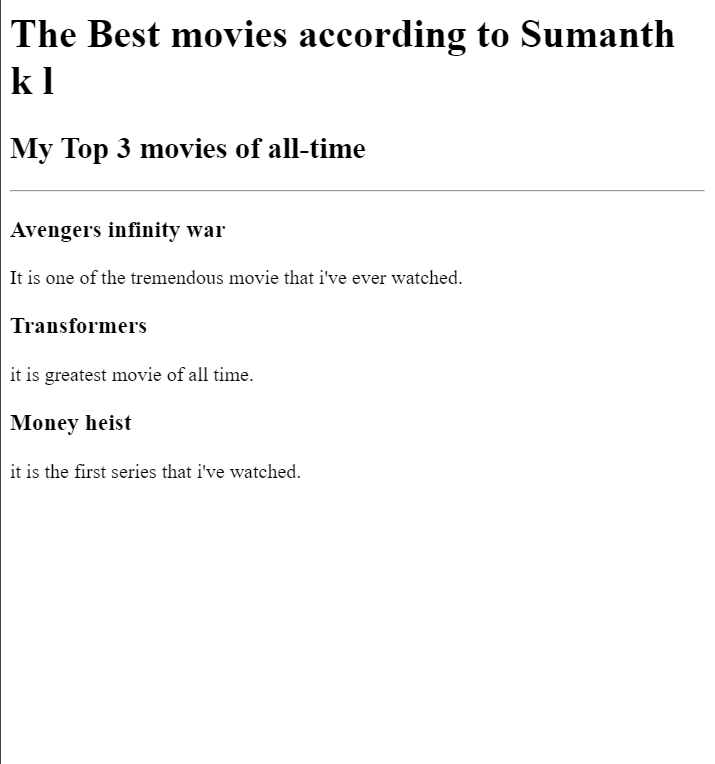 The Best movies according to Sumanth
k l
My Top 3 movies of all-time
Avengers infinity war
It is one of the tremendous movie that i've ever watched.
Transformers
it is greatest movie of all time.
Money heist
it is the first series that i've watched.